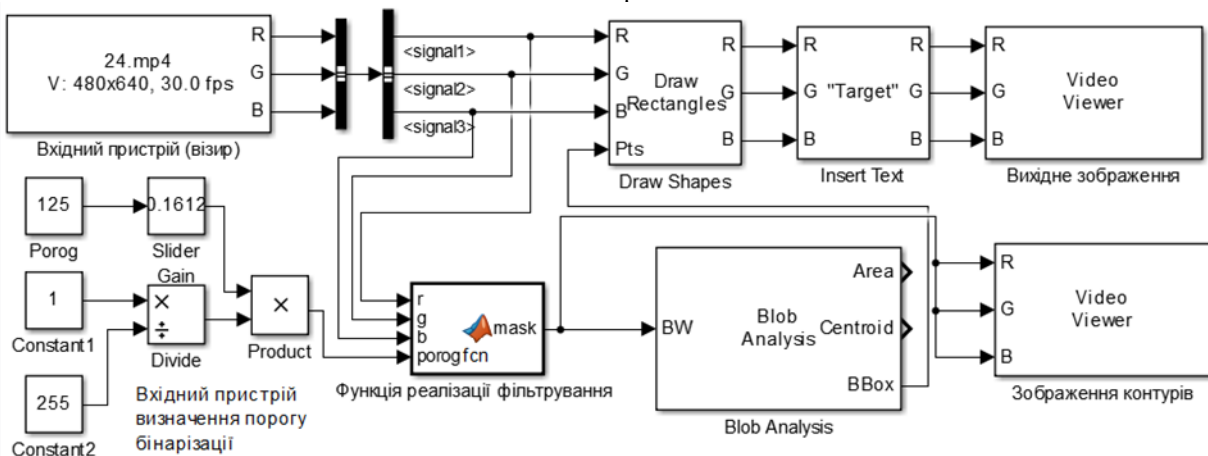 24.mp4
V: 480x640, 30.0 fps
R
G
B
Вхідний пристрій (візир)
<signal1>
<signal2>
<signal3>
R
G
B
Pts
Draw
Rectangles
R
G
B
Draw Shapes
R
G
B
"Target"
R
G
B
Insert Text
R
G
B
Video
Viewer
Вихідне зображення
125
Porog
0.1612
Slider
Gain
1
Constant1
×
÷
Divide
×
Product
255
Constant2
Вхідний пристрій
визначення порогу
бінарізації
r
g
b
porog
fcn
mask
Функція реалізації фільтрування
BW
Blob
Analysis
Area
Centroid
BBox
Blob Analysis
R
G
B
Video
Viewer
Зображення контурів